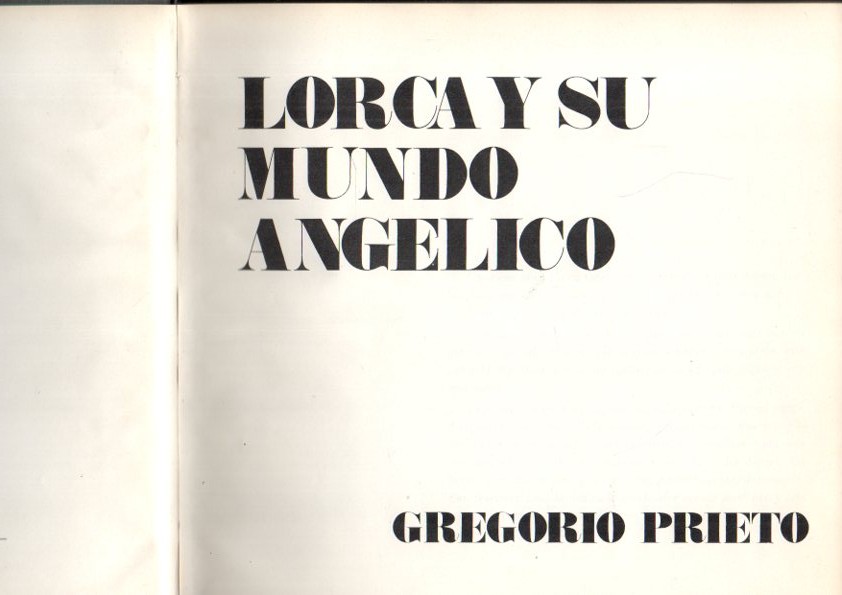 LORCA Y SU
MUNDO
ANGELICO
GREGORIO PRIETO